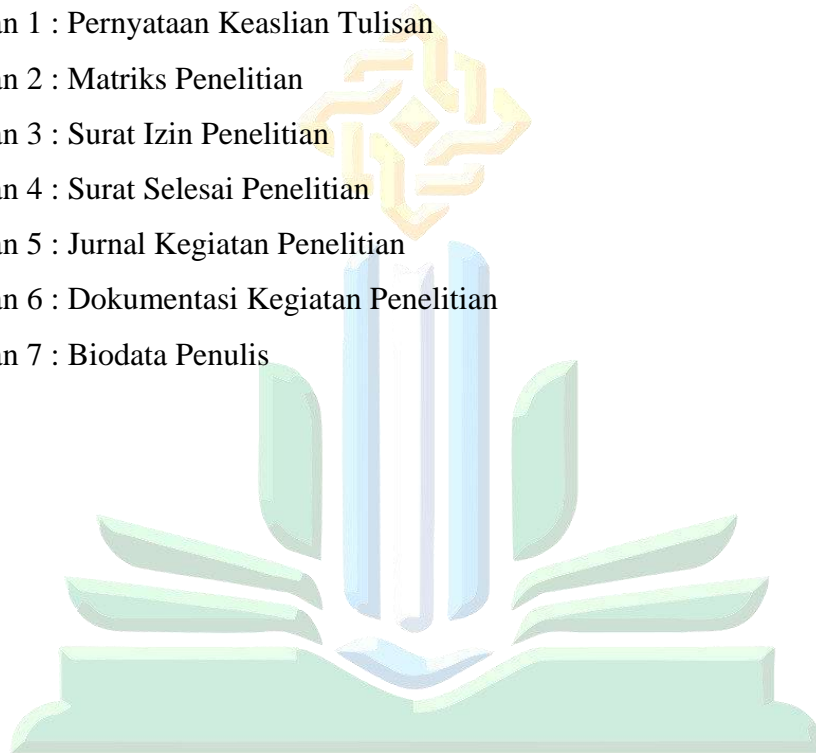 an 1 : Pernyataan Keaslian Tulisan
an 2 : Matriks Penelitian
an 3 : Surat Izin Penelitian
an 4 : Surat Selesai Penelitian
an 5 : Jurnal Kegiatan Penelitian
an 6 : Dokumentasi Kegiatan Penelitian
an 7 : Biodata Penulis